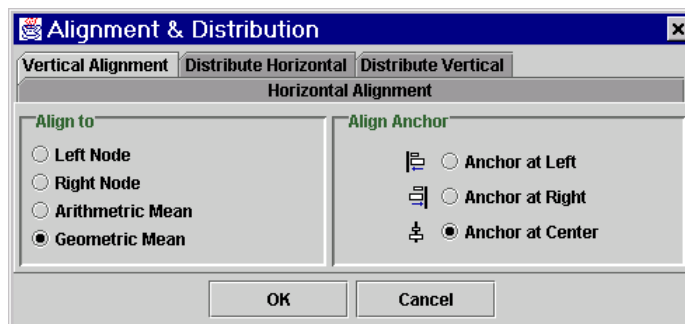 Alignment & Distribution
Vertical Alignment Distribute Horizontal Distribute Vertical
Horizontal Alignment
Align to
Left Node
Right Node
Arithmetric Mean
Geometric Mean
Align Anchor
Anchor at Left
Anchor at Right
Anchor at Center
OK Cancel